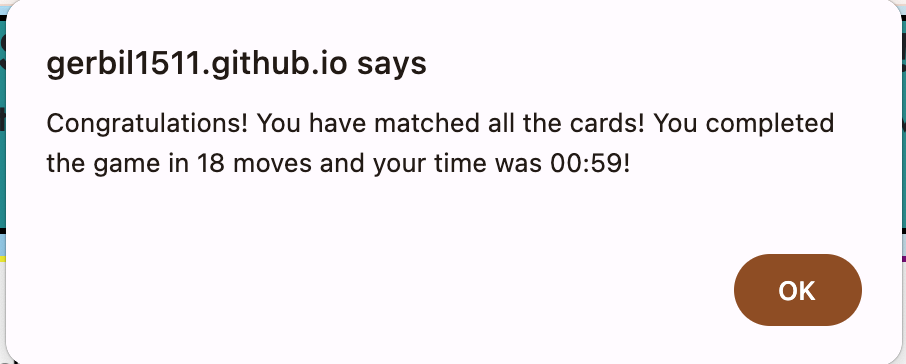 gerbil1511.github.io says
Congratulations! You have matched all the cards! You completed
the game in 18 moves and your time was 00:59!
OK